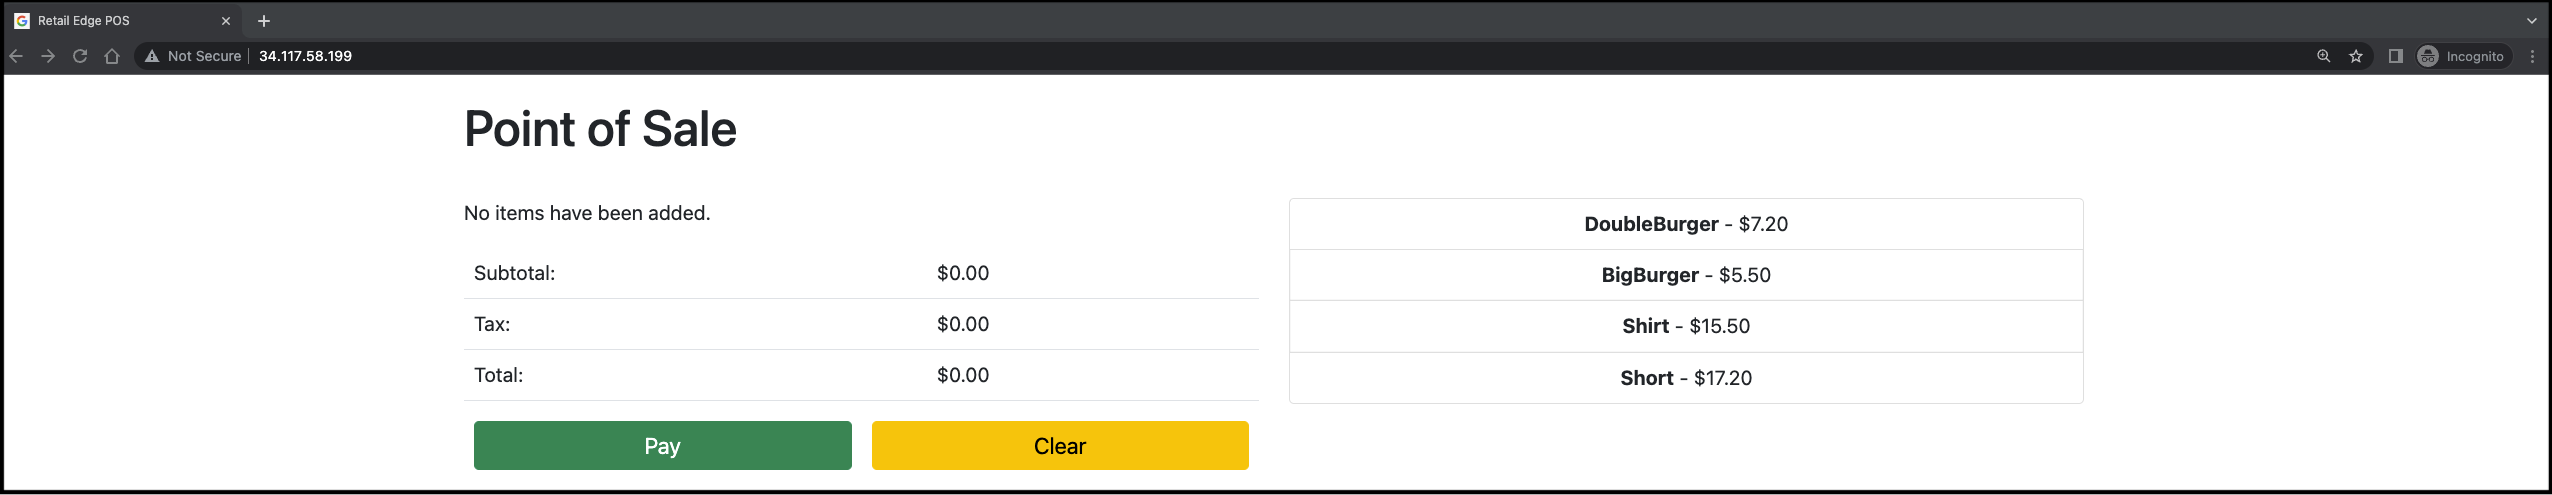 Retail Edge POS
Not Secure 34.117.58.199
Incognito
Point of Sale
No items have been added.
Subtotal: $0.00
Tax: $0.00
Total: $0.00
Pay
Clear
DoubleBurger - $7.20
BigBurger - $5.50
Shirt - $15.50
Short - $17.20